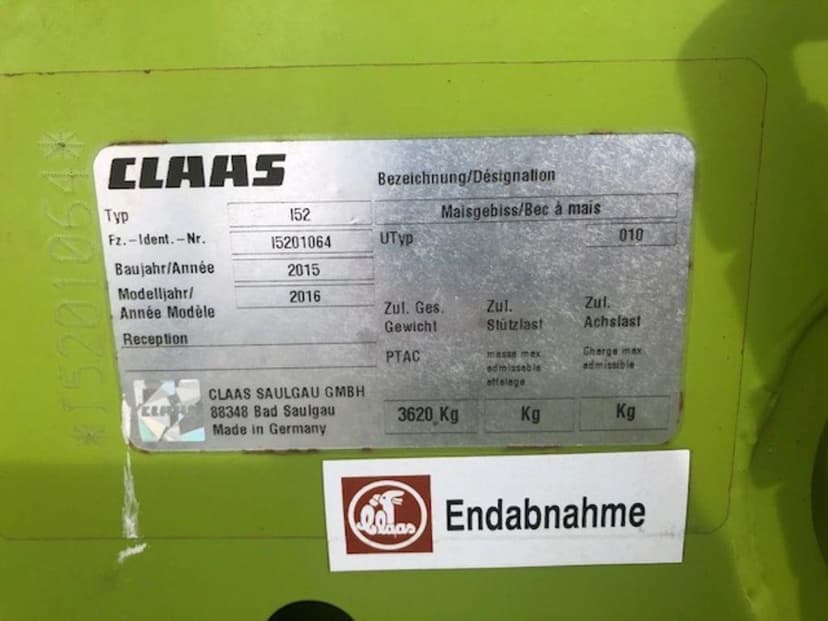 CLAAS
Bezeichnung/Désignation
Typ I52 Maisgebiss/Bec à mais
Fz.-Ident.-Nr. I5201064 UTyp 010
Baujahr/Année 2015
Modelljahr/ 2016
Année Modèle
Reception
Zul. Ges. Zul. Zul.
Gewicht Stützlast Achslast
PTAC masse max Charge max
admissable admissible
attelage
3620 Kg Kg Kg
CLAAS
CLAAS SAULGAU GMBH
88348 Bad Saulgau
Made in Germany
*I5201064*
Claas Endabnahme